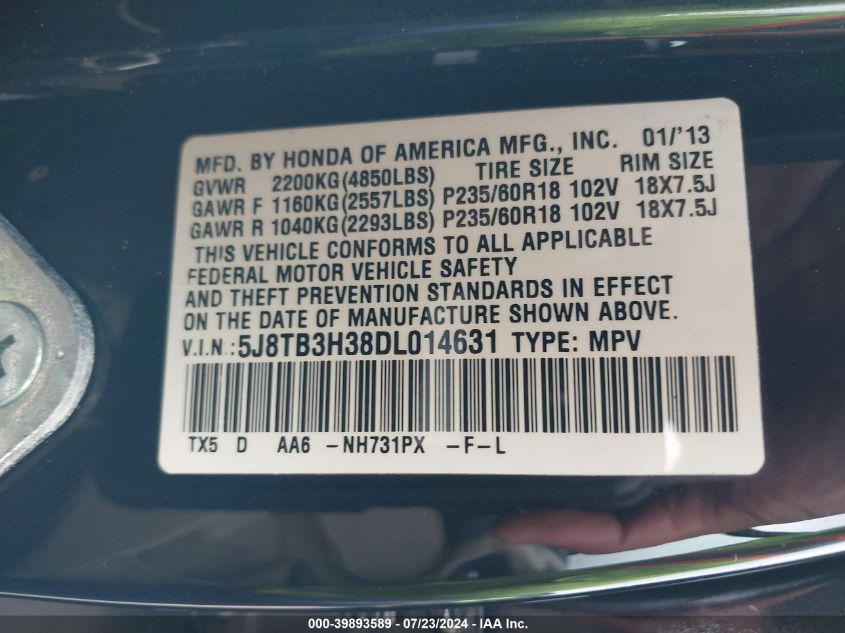 MFD. BY HONDA OF AMERICA MFG., INC. 01/'13
GVWR 2200KG(4850LBS) TIRE SIZE RIM SIZE
GAWR F 1160KG(2557LBS) P235/60R18 102V 18X7.5J
GAWR R 1040KG(2293LBS) P235/60R18 102V 18X7.5J
THIS VEHICLE CONFORMS TO ALL APPLICABLE
FEDERAL MOTOR VEHICLE SAFETY
AND THEFT PREVENTION STANDARDS IN EFFECT
ON THE DATE OF MANUFACTURE SHOWN ABOVE.
V.I.N.: 5J8TB3H38DL014631 TYPE: MPV
TX5 D AA6 -NH731PX -F-L
000-39893589 - 07/23/2024 - IAA Inc.